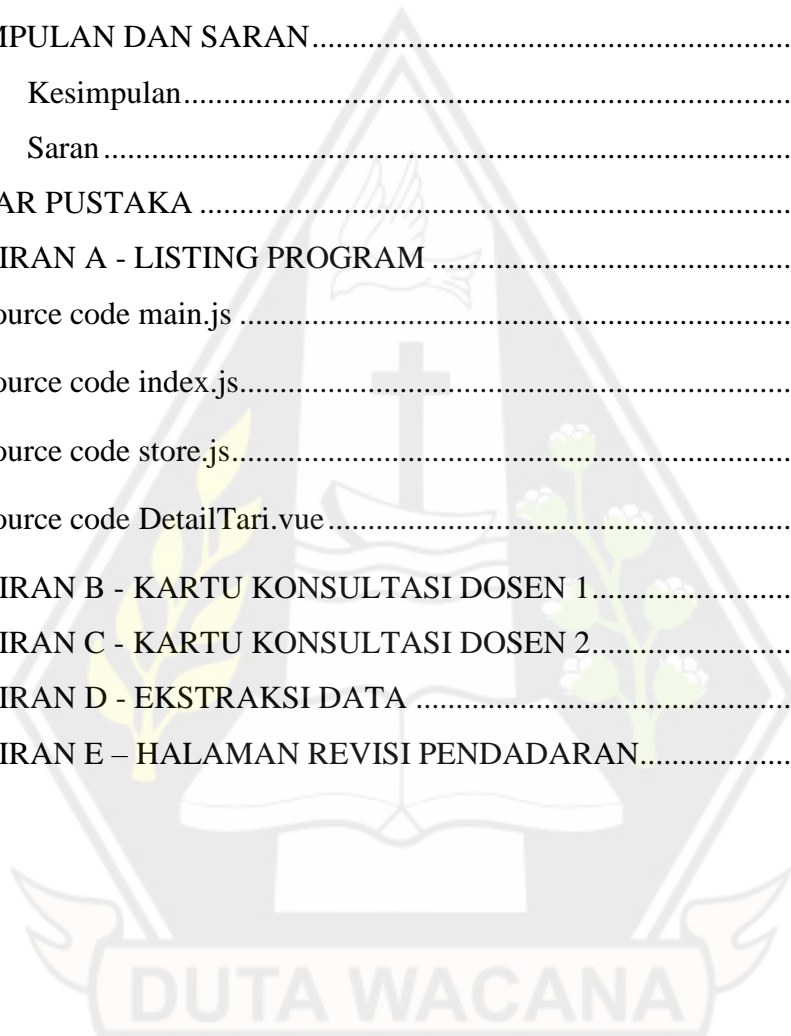 MPULAN DAN SARAN................................................................
Kesimpulan................................................................................
Saran...........................................................................................
AR PUSTAKA ..............................................................................
IRAN A - LISTING PROGRAM ................................................
ource code main.js ........................................................................
ource code index.js........................................................................
ource code store.js.........................................................................
ource code DetailTari.vue.............................................................
IRAN B - KARTU KONSULTASI DOSEN 1............................
IRAN C - KARTU KONSULTASI DOSEN 2............................
IRAN D - EKSTRAKSI DATA ..................................................
IRAN E – HALAMAN REVISI PENDADARAN......................
DUTA WACANA